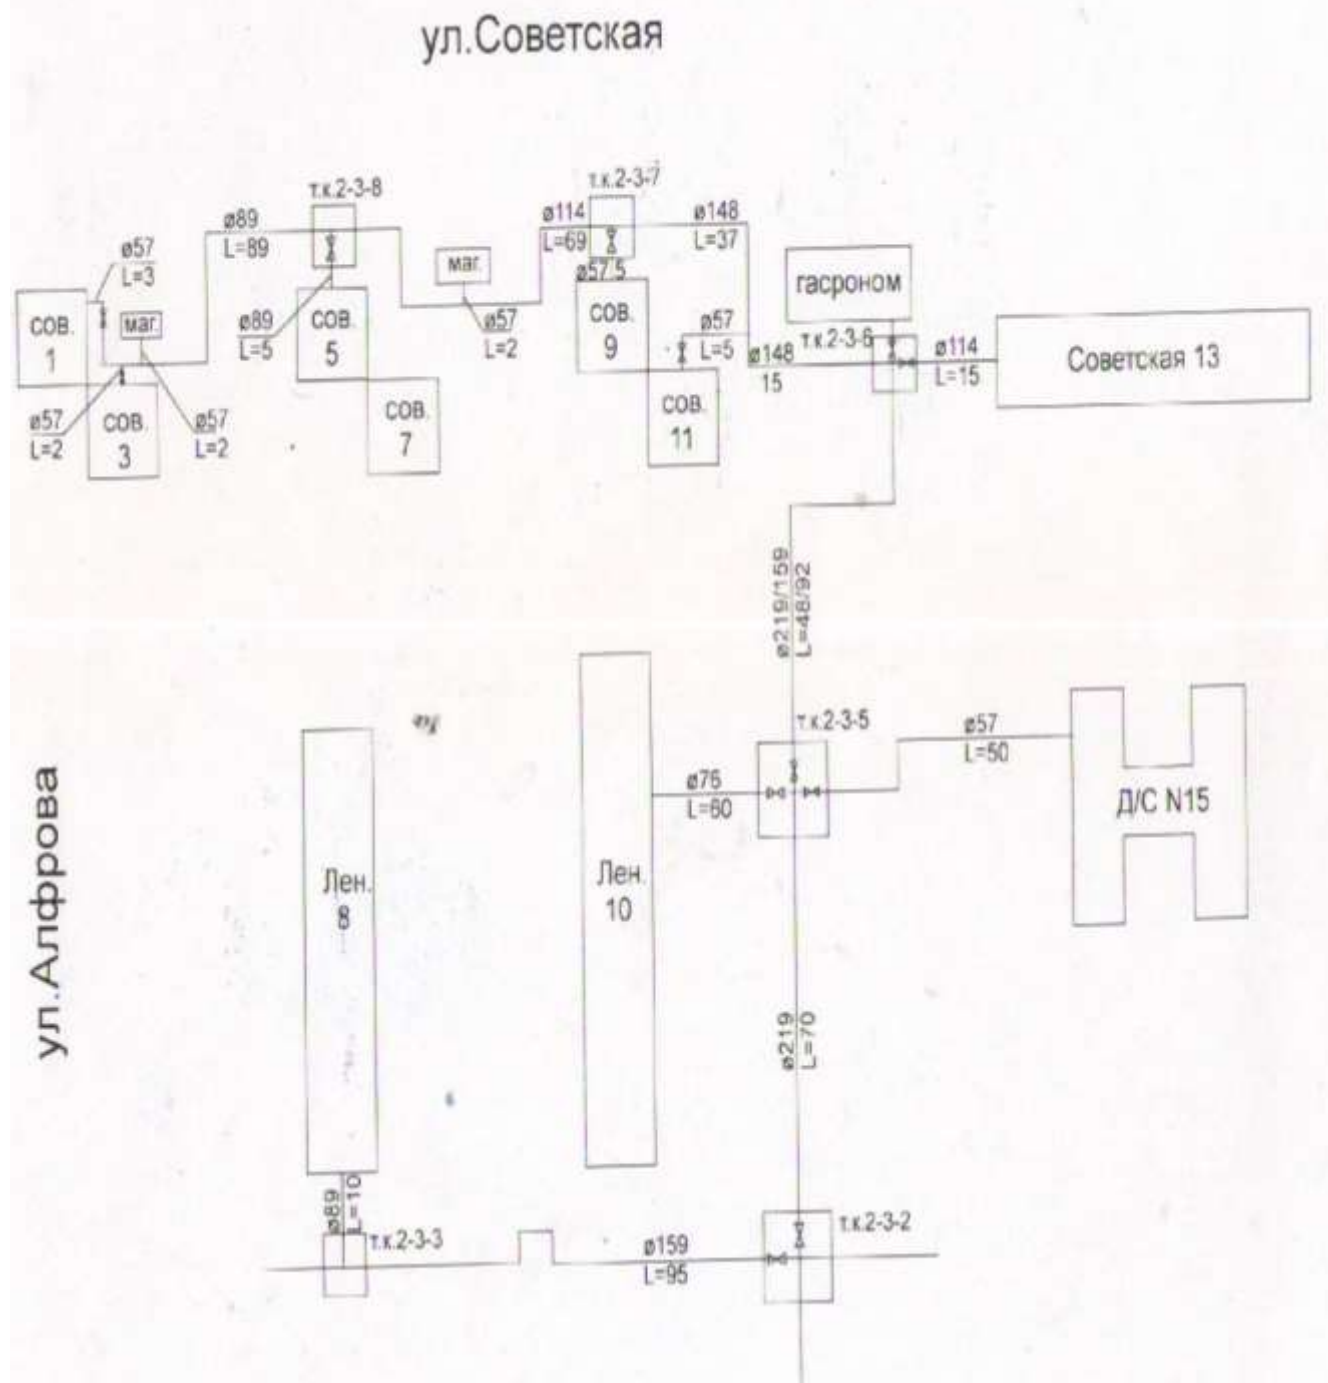 ул.Советская
т.к.2-3-8
т.к.2-3-7
ø89
L=89
ø114
L=69
ø148
L=37
ø57
L=3
маг.
гасроном
ø57.5
сов.
1
маг.
ø89
L=5
сов.
5
ø57
L=2
сов.
9
ø57
L=5
т.к.2-3-6
ø148
15
ø114
L=15
Советская 13
ø57
L=2
сов.
3
ø57
L=2
сов.
7
сов.
11
ø219/159
L=48/92
т.к.2-3-5
ø57
L=50
ø76
L=60
Д/С N15
ул.Алфрова
Лен.
8
Лен.
10
ø219
L=70
ø89
L=10
т.к.2-3-3
ø159
L=95
т.к.2-3-2